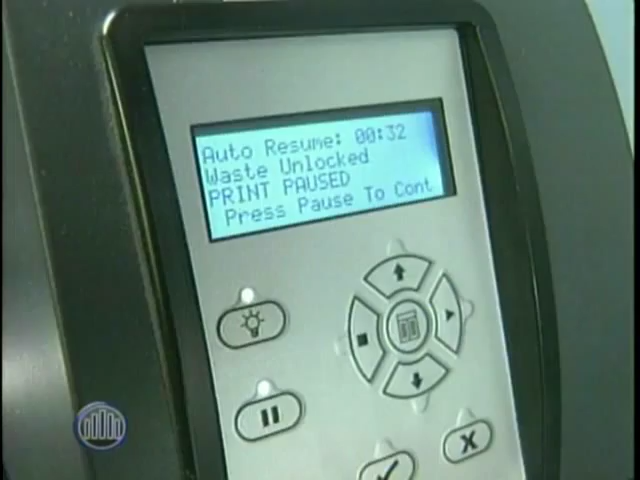 Auto Resume: 00:32
Waste Unlocked
PRINT PAUSED
Press Pause To Cont